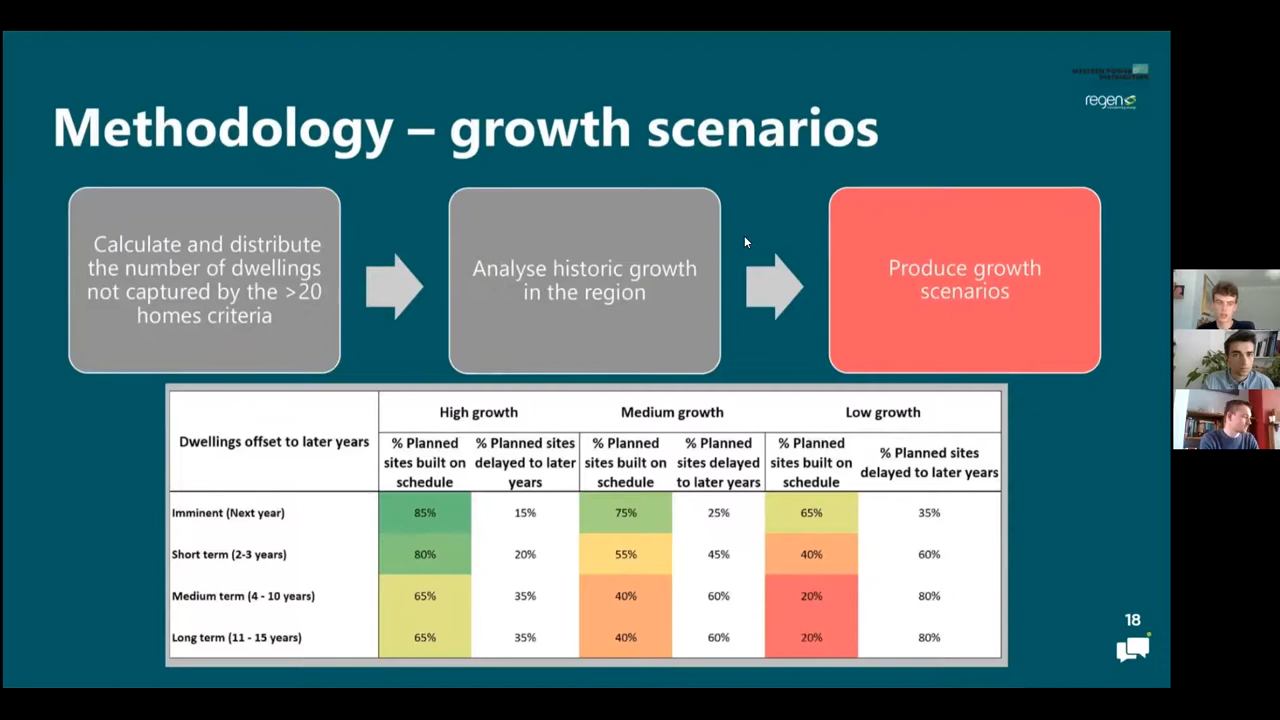 WESTERN POWER
DISTRIBUTION
regen
Methodology – growth scenarios
Calculate and distribute
the number of dwellings
not captured by the >20
homes criteria
Analyse historic growth
in the region
Produce growth
scenarios
Dwellings offset to later years
High growth
Medium growth
Low growth
% Planned
sites built on
schedule
% Planned sites
delayed to later
years
% Planned
sites built on
schedule
% Planned
sites delayed
to later years
% Planned
sites built on
schedule
% Planned sites
delayed to later years
Imminent (Next year) 85% 15% 75% 25% 65% 35%
Short term (2-3 years) 80% 20% 55% 45% 40% 60%
Medium term (4 - 10 years) 65% 35% 40% 60% 20% 80%
Long term (11 - 15 years) 65% 35% 40% 60% 20% 80%
18